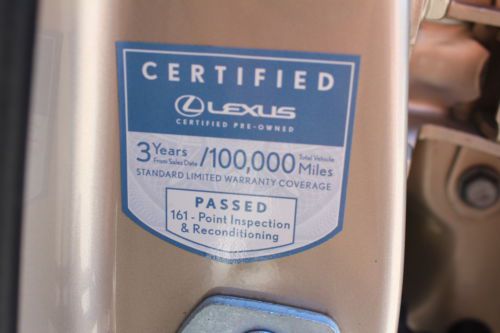 CERTIFIED
LEXUS
CERTIFIED PRE-OWNED
3 Years From Sales Date /100,000 Total Vehicle Miles
STANDARD LIMITED WARRANTY COVERAGE
PASSED
161 - Point Inspection
& Reconditioning